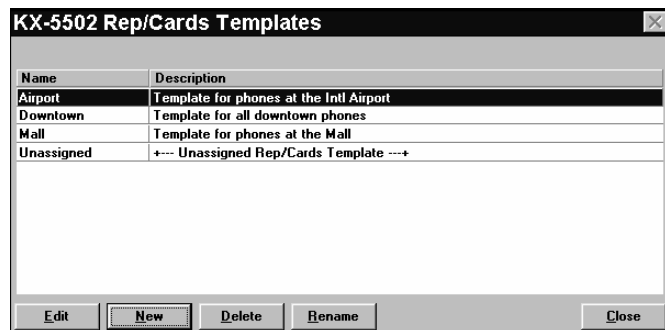 KX-5502 Rep/Cards Templates
Name Description
Airport Template for phones at the Intl Airport
Downtown Template for all downtown phones
Mall Template for phones at the Mall
Unassigned +--- Unassigned Rep/Cards Template ---+
Edit New Delete Rename Close